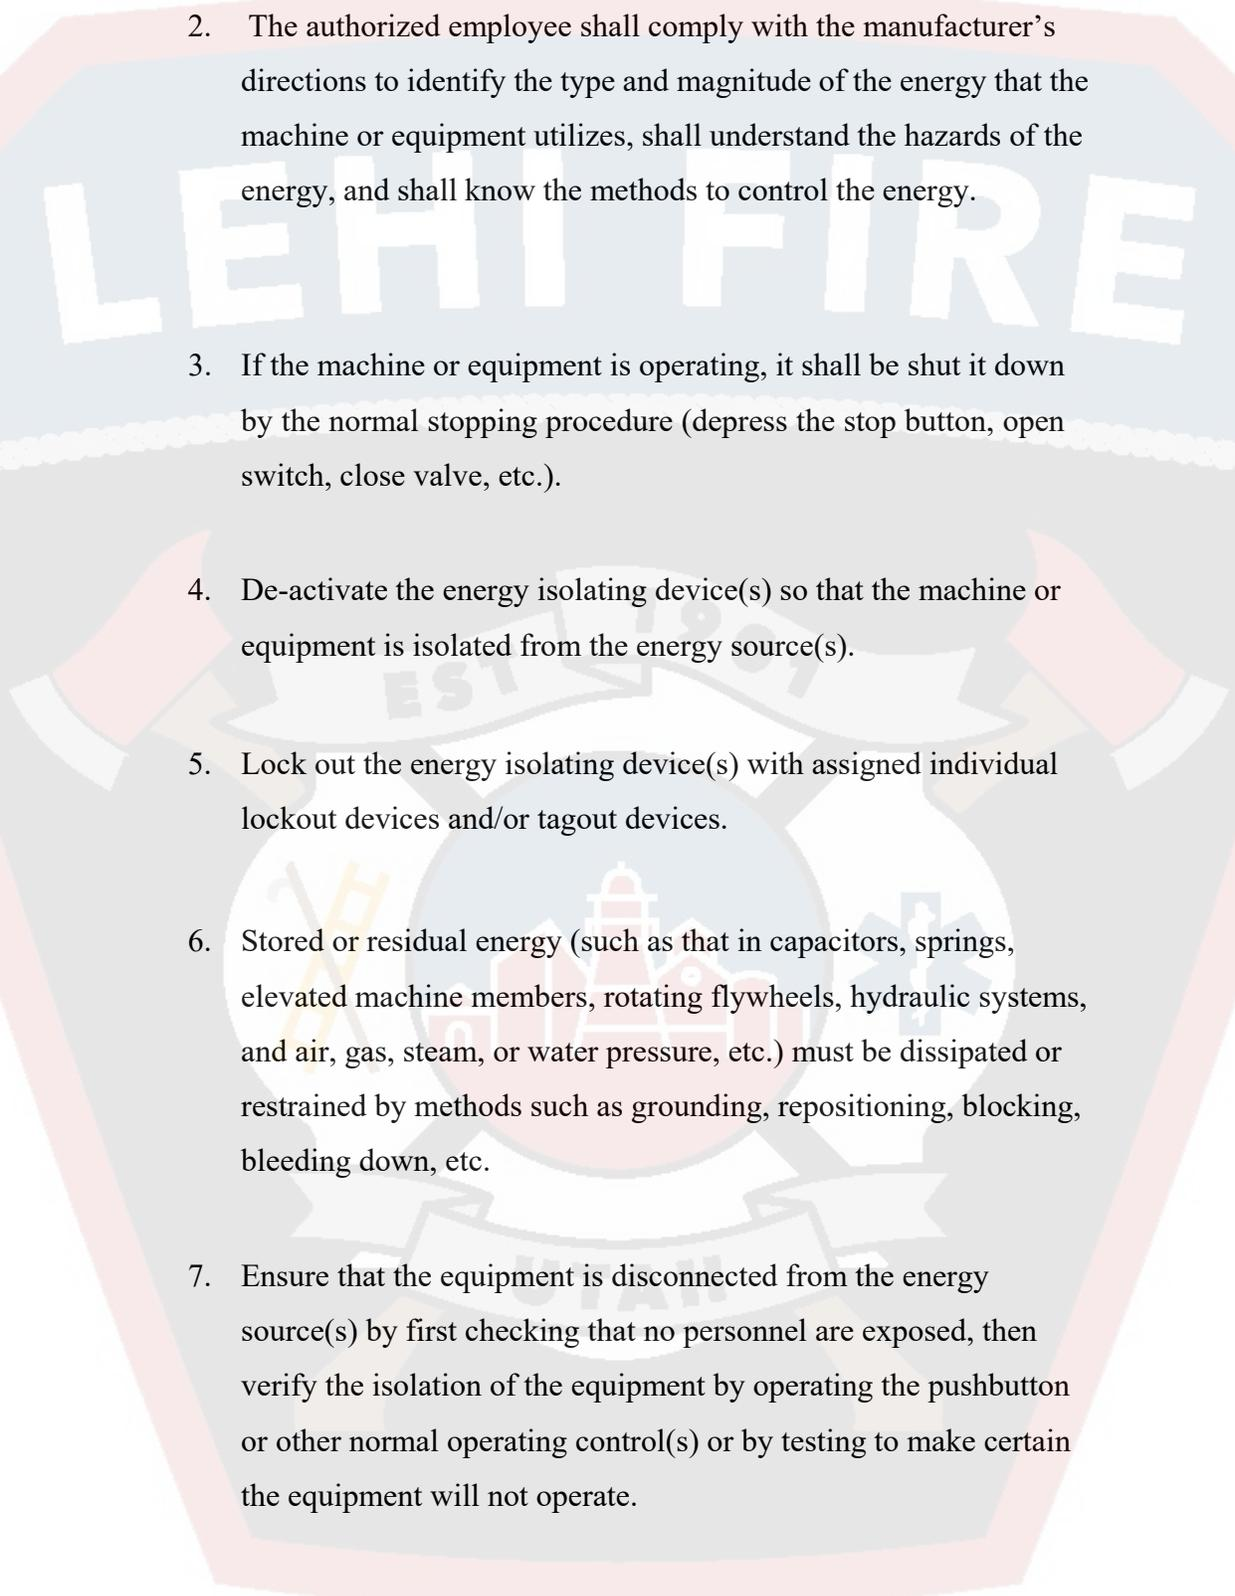 2. The authorized employee shall comply with the manufacturer’s
directions to identify the type and magnitude of the energy that the
machine or equipment utilizes, shall understand the hazards of the
energy, and shall know the methods to control the energy.
LEHI FIRE
3. If the machine or equipment is operating, it shall be shut it down
by the normal stopping procedure (depress the stop button, open
switch, close valve, etc.).
4. De-activate the energy isolating device(s) so that the machine or
equipment is isolated from the energy source(s).
EST 1901
5. Lock out the energy isolating device(s) with assigned individual
lockout devices and/or tagout devices.
6. Stored or residual energy (such as that in capacitors, springs,
elevated machine members, rotating flywheels, hydraulic systems,
and air, gas, steam, or water pressure, etc.) must be dissipated or
restrained by methods such as grounding, repositioning, blocking,
bleeding down, etc.
7. Ensure that the equipment is disconnected from the energy
UTAH
source(s) by first checking that no personnel are exposed, then
verify the isolation of the equipment by operating the pushbutton
or other normal operating control(s) or by testing to make certain
the equipment will not operate.